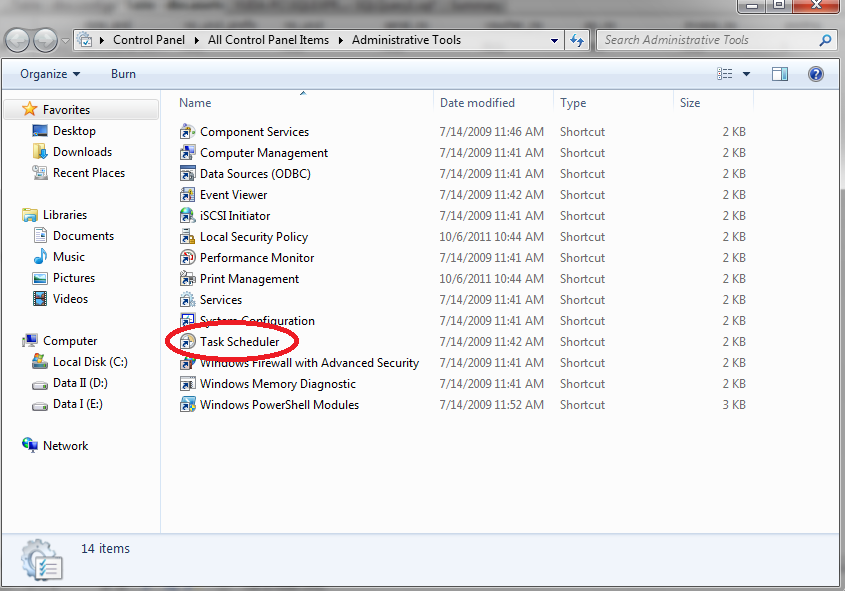 Control Panel All Control Panel Items Administrative Tools Search Administrative Tools
Organize Burn
Name Date modified Type Size
Favorites
Desktop
Downloads
Recent Places
Libraries
Documents
Music
Pictures
Videos
Computer
Local Disk (C:)
Data II (D:)
Data I (E:)
Network
Component Services 7/14/2009 11:46 AM Shortcut 2 KB
Computer Management 7/14/2009 11:41 AM Shortcut 2 KB
Data Sources (ODBC) 7/14/2009 11:41 AM Shortcut 2 KB
Event Viewer 7/14/2009 11:42 AM Shortcut 2 KB
iSCSI Initiator 7/14/2009 11:41 AM Shortcut 2 KB
Local Security Policy 10/6/2011 10:44 AM Shortcut 2 KB
Performance Monitor 7/14/2009 11:41 AM Shortcut 2 KB
Print Management 10/6/2011 10:44 AM Shortcut 2 KB
Services 7/14/2009 11:41 AM Shortcut 2 KB
System Configuration 7/14/2009 11:41 AM Shortcut 2 KB
Task Scheduler 7/14/2009 11:42 AM Shortcut 2 KB
Windows Firewall with Advanced Security 7/14/2009 11:41 AM Shortcut 2 KB
Windows Memory Diagnostic 7/14/2009 11:41 AM Shortcut 2 KB
Windows PowerShell Modules 7/14/2009 11:52 AM Shortcut 3 KB
14 items